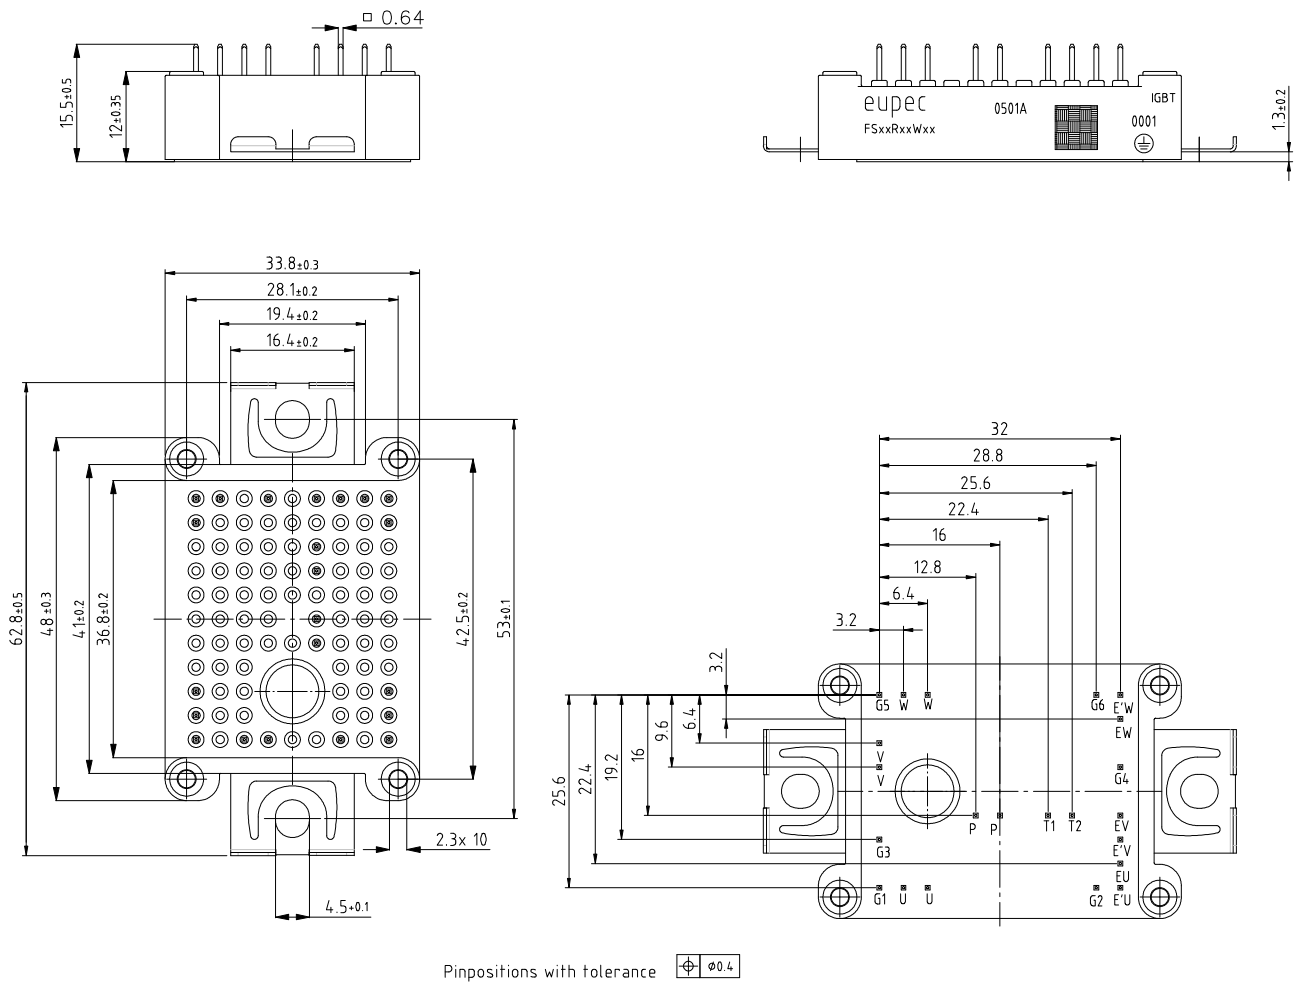 0.64
15.5±0.5
12±0.35
eupec
FSxxRxxWxx
0501A
IGBT
0001
1.3±0.2
33.8±0.3
28.1±0.2
19.4±0.2
16.4±0.2
62.8±0.5
48±0.3
41±0.2
36.8±0.2
42.5±0.2
53±0.1
2.3x 10
4.5+0.1
32
28.8
25.6
22.4
16
12.8
6.4
3.2
3.2
6.4
9.6
16
19.2
22.4
25.6
G5 W W G6 E'W
EW
V
V
G4
P P T1 T2 EV
E'V
G3
EU
G1 U U G2 E'U
Pinpositions with tolerance ⌖ Ø0.4